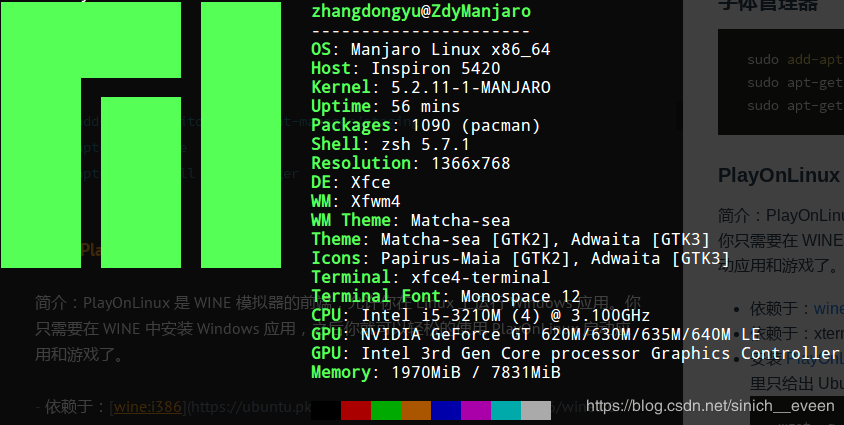 zhangdongyu@ZdyManjaro
----------------------
OS: Manjaro Linux x86_64
Host: Inspiron 5420
Kernel: 5.2.11-1-MANJARO
Uptime: 56 mins
Packages: 1090 (pacman)
Shell: zsh 5.7.1
Resolution: 1366x768
DE: Xfce
WM: Xfwm4
WM Theme: Matcha-sea
Theme: Matcha-sea [GTK2], Adwaita [GTK3]
Icons: Papirus-Maia [GTK2], Adwaita [GTK3]
Terminal: xfce4-terminal
Terminal Font: Monospace 12
CPU: Intel i5-3210M (4) @ 3.100GHz
GPU: NVIDIA GeForce GT 620M/630M/635M/640M LE
GPU: Intel 3rd Gen Core processor Graphics Controller
Memory: 1970MiB / 7831MiB
简介：PlayOnLinux 是 WINE 模拟器的前端
应用。你
只需要在 WINE 中安装 Windows 应用，
用和游戏了。
- 依赖于：[wine:i386](https://ubuntu.pk
字体管理器
sudo add-apt
sudo apt-get
sudo apt-get
PlayOnLinux
简介：PlayOnLinu
你只需要在 WINE
动应用和游戏了。
依赖于：wine
依赖于：xterm
里只给出 Ubu
https://blog.csdn.net/sinich__eveen